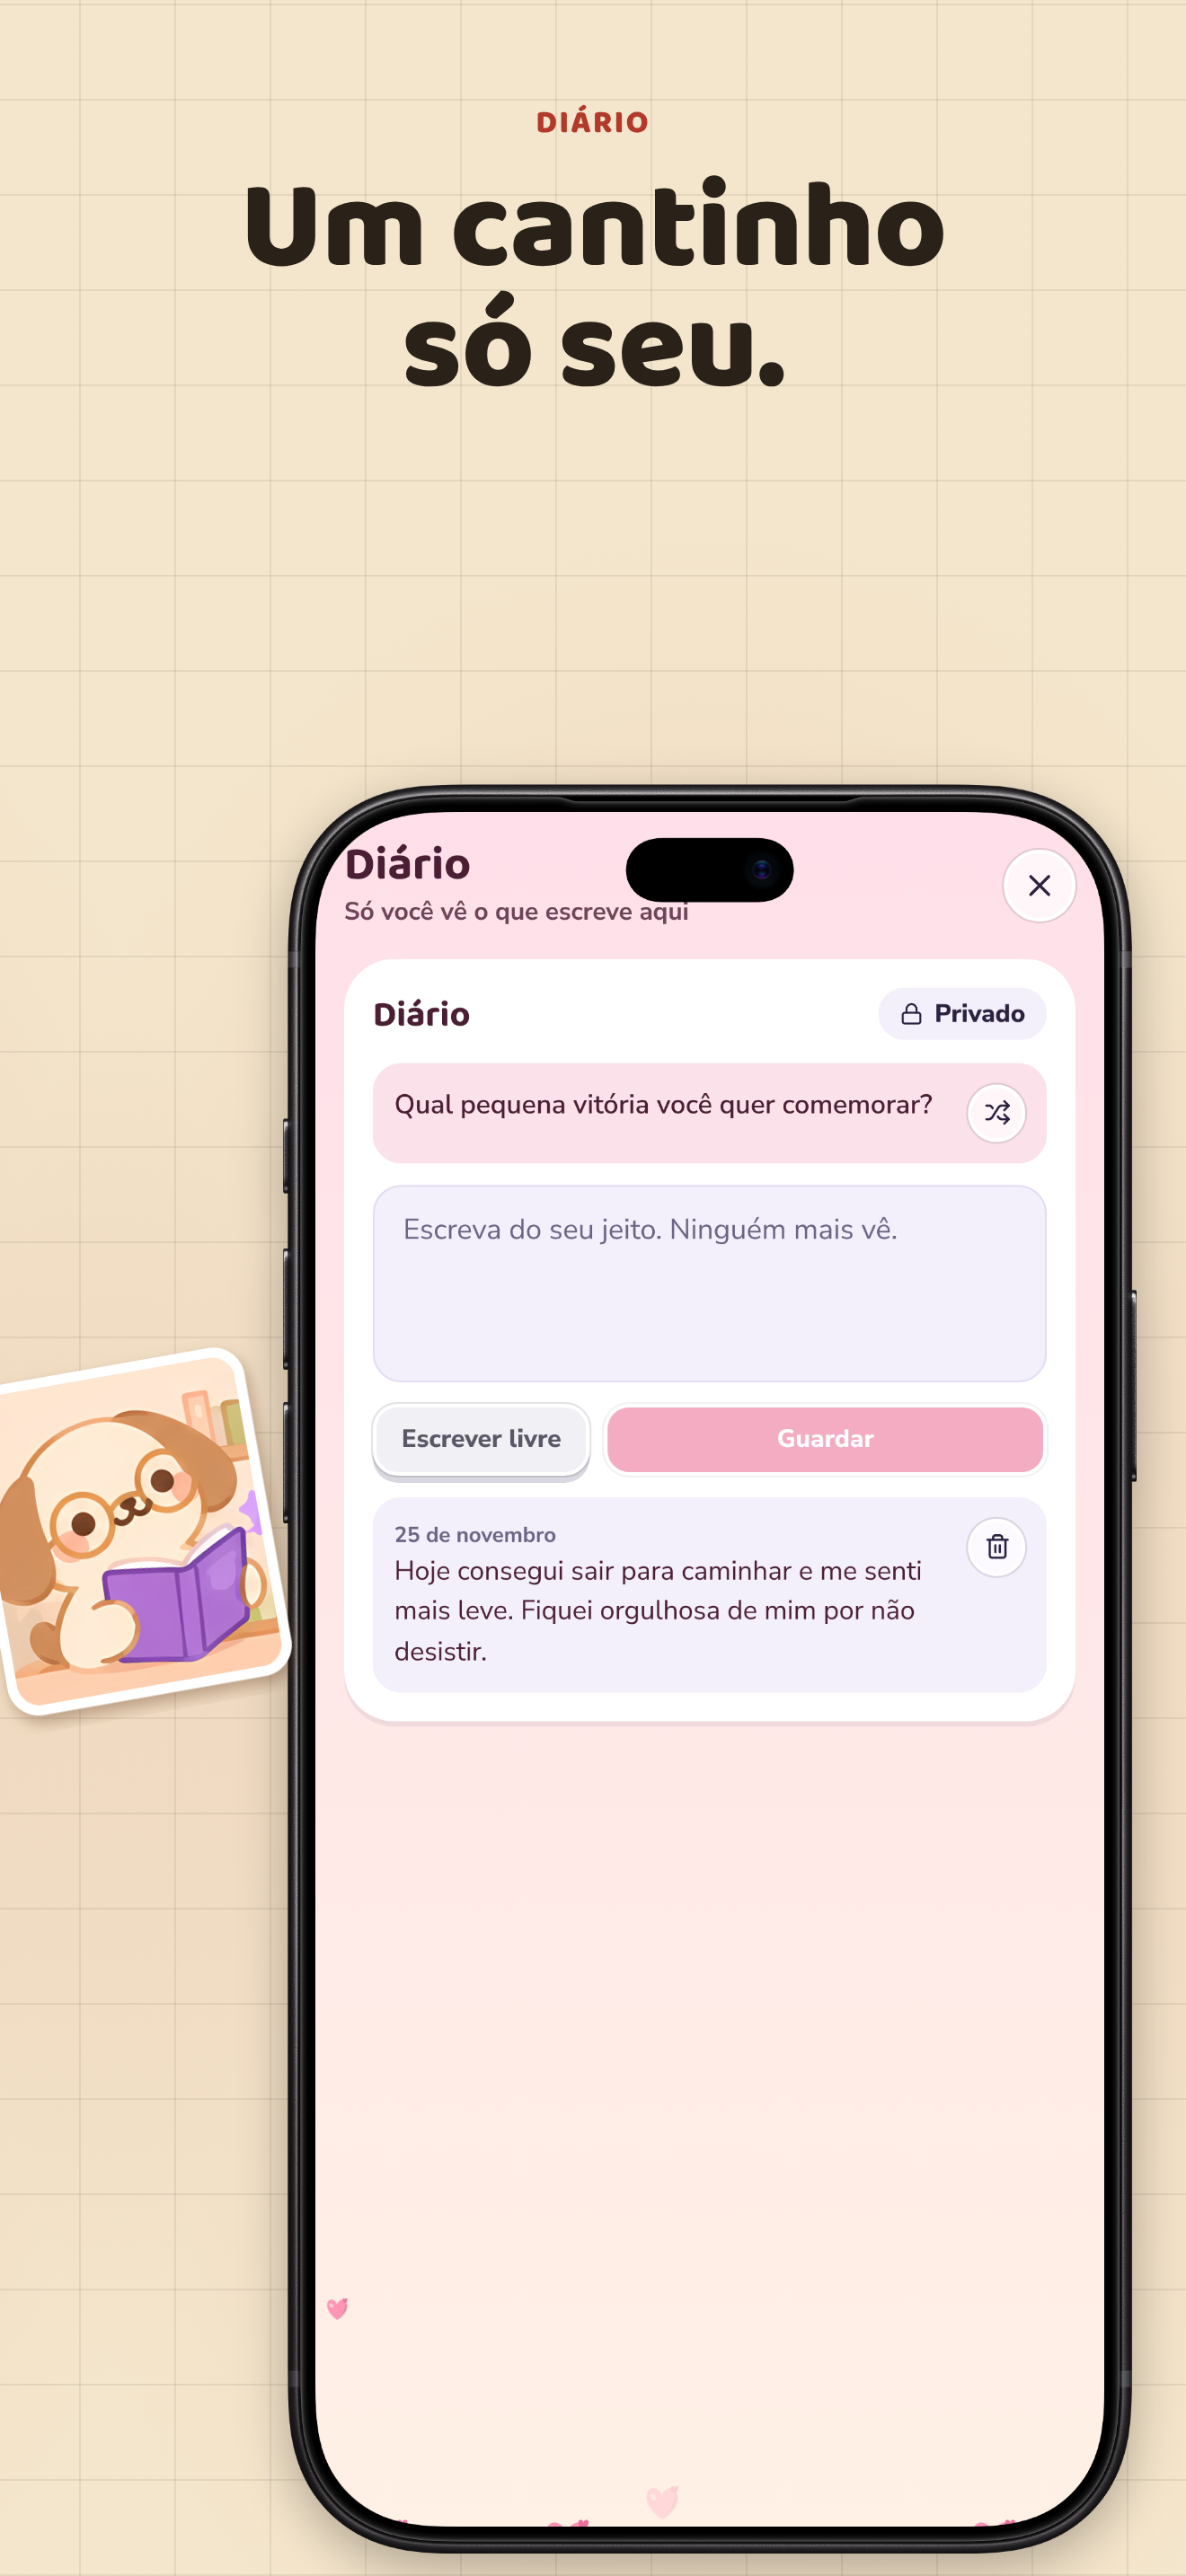 DIÁRIO
Um cantinho
só seu.
Diário
Só você vê o que escreve aqui
Diário
Privado
Qual pequena vitória você quer comemorar?
Escreva do seu jeito. Ninguém mais vê.
Escrever livre
Guardar
25 de novembro
Hoje consegui sair para caminhar e me senti
mais leve. Fiquei orgulhosa de mim por não
desistir.